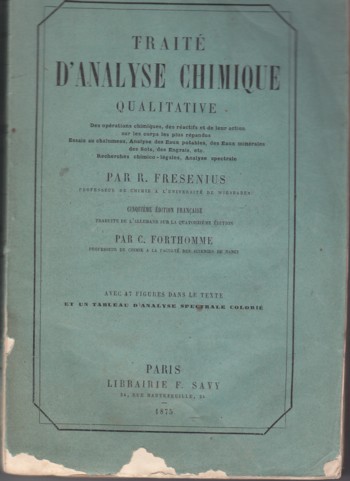 TRAITÉ
D'ANALYSE CHIMIQUE
QUALITATIVE
Des opérations chimiques, des réactifs et de leur action
sur les corps les plus répandus
Essais au chalumeau, Analyse des Eaux potables, des Eaux minérales
des Sols, des Engrais, etc.
Recherches chimico-légales, Analyse spectrale
PAR R. FRESENIUS
PROFESSEUR DE CHIMIE A L'UNIVERSITÉ DE WIESBADEN
CINQUIÈME ÉDITION FRANÇAISE
TRADUITE DE L'ALLEMAND SUR LA QUATORZIÈME ÉDITION
PAR C. FORTHOMME
PROFESSEUR DE CHIMIE A LA FACULTÉ DES SCIENCES DE NANCY
AVEC 47 FIGURES DANS LE TEXTE
ET UN TABLEAU D'ANALYSE SPECTRALE COLORIÉ
PARIS
LIBRAIRIE F. SAVY
24, RUE HAUTEFEUILLE, 24
1875